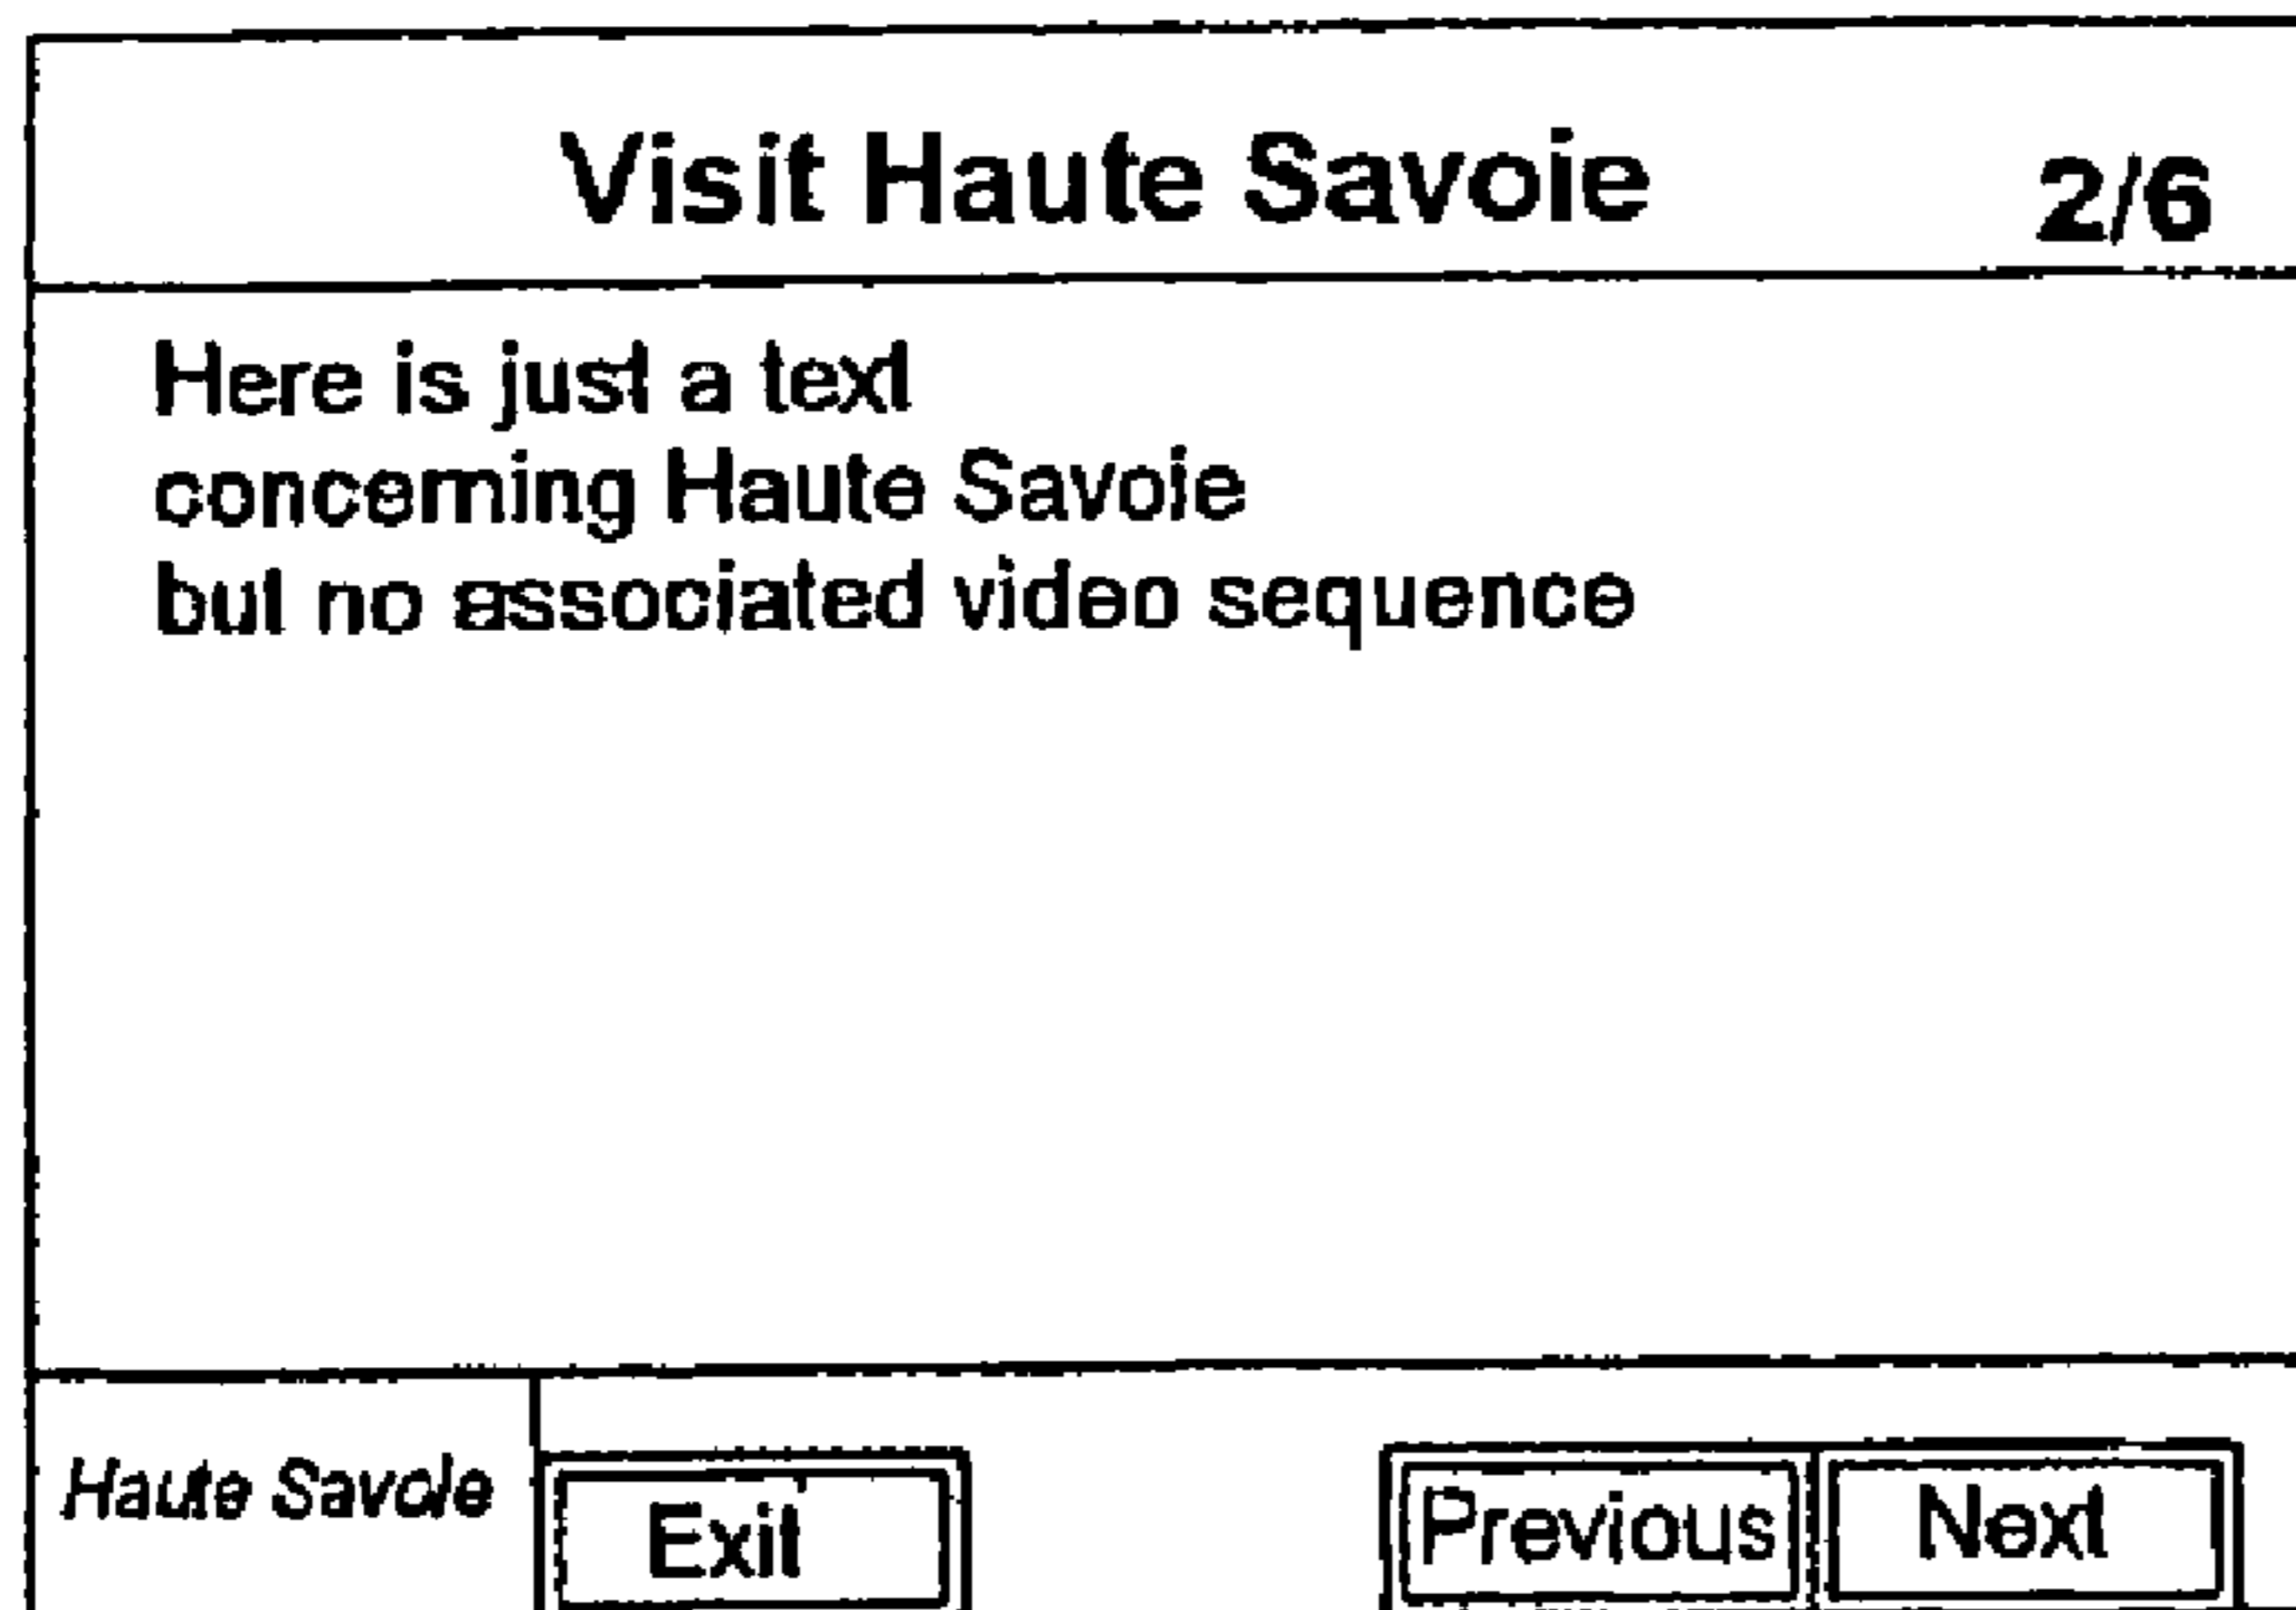 Visit Haute Savoie 2/6
Here is just a text
concerning Haute Savoie
but no associated video sequence
Haute Savoie
Exit
Previous Next